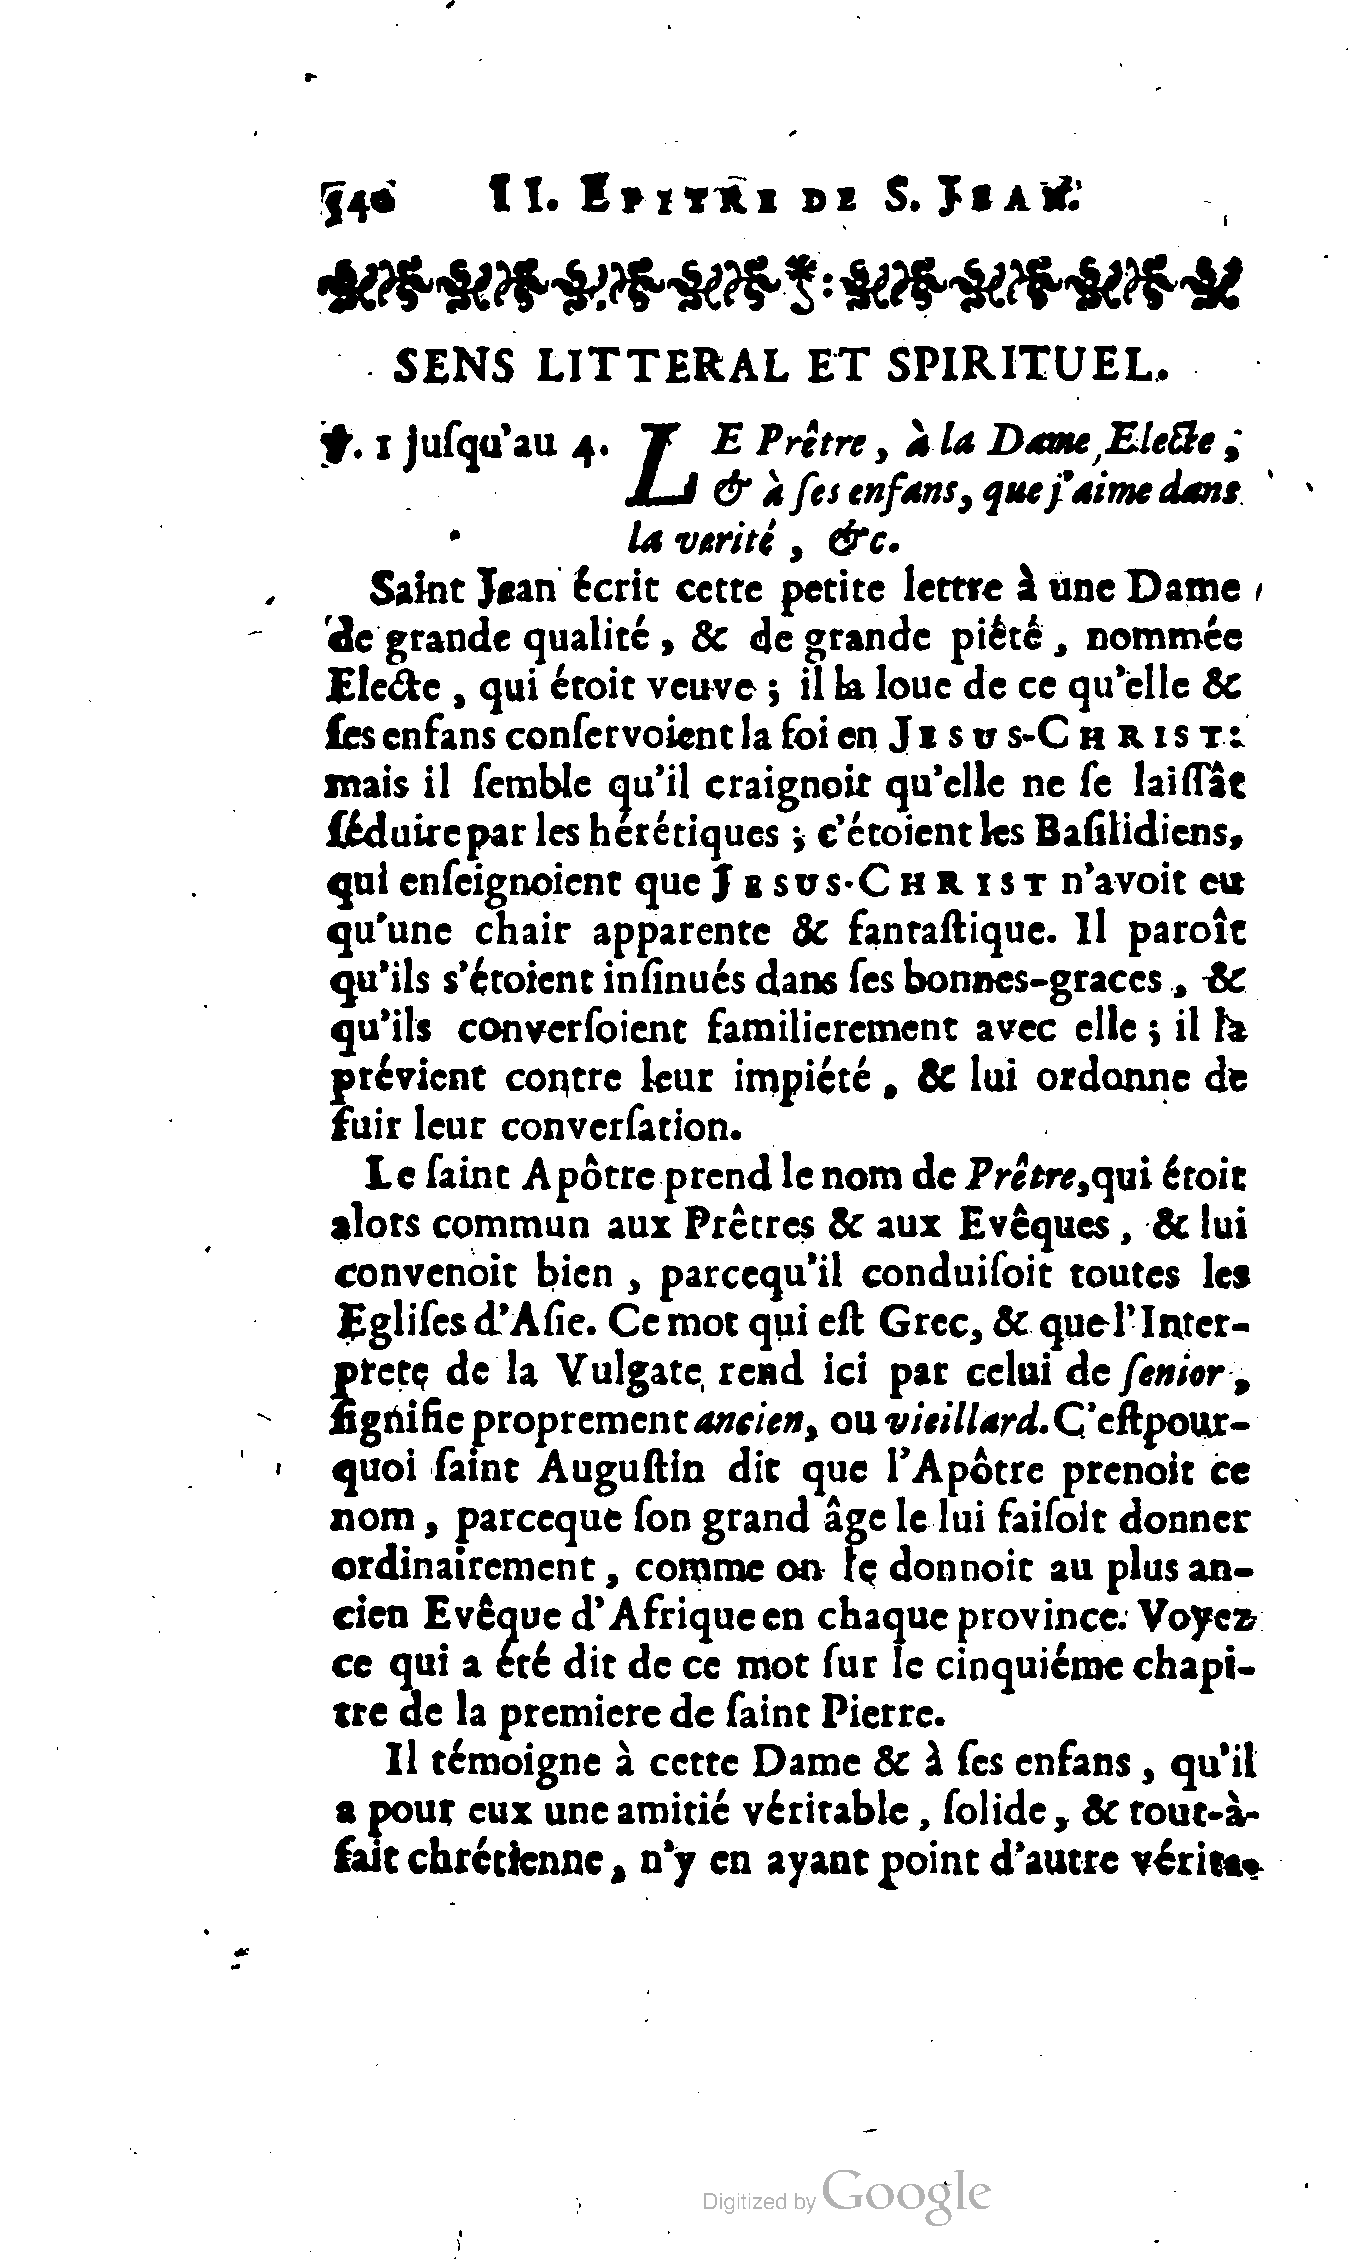 540 II. EPITRE DE S. JEAN.
SENS LITTERAL ET SPIRITUEL.
℣. 1 juſqu'au 4. LE Prêtre, à la Dame Electe,
& à ſes enfans, que j'aime dans
la verité, &c.
Saint Jean écrit cette petite lettre à une Dame
de grande qualité, & de grande piété, nommée
Electe, qui étoit veuve; il la loue de ce qu'elle &
ſes enfans conſervoient la foi en JESUS-CHRIST:
mais il ſemble qu'il craignoit qu'elle ne ſe laiſſât
ſéduire par les hérétiques; c'étoient les Baſilidiens,
qui enſeignoient que JESUS-CHRIST n'avoit eu
qu'une chair apparente & fantaſtique. Il paroît
qu'ils s'étoient inſinués dans ſes bonnes-graces, &
qu'ils converſoient familierement avec elle; il la
prévient contre leur impiété, & lui ordonne de
fuir leur converſation.
Le ſaint Apôtre prend le nom de Prêtre, qui étoit
alors commun aux Prêtres & aux Evêques, & lui
convenoit bien, parcequ'il conduiſoit toutes les
Egliſes d'Aſie. Ce mot qui eſt Grec, & que l'Inter-
prete de la Vulgate rend ici par celui de ſenior,
ſignifie proprement ancien, ou vieillard. C'eſt pour-
quoi ſaint Auguſtin dit que l'Apôtre prenoit ce
nom, parceque ſon grand âge le lui faiſoit donner
ordinairement, comme on le donnoit au plus an-
cien Evêque d'Afrique en chaque province. Voyez
ce qui a été dit de ce mot ſur le cinquiéme chapi-
tre de la premiere de ſaint Pierre.
Il témoigne à cette Dame & à ſes enfans, qu'il
a pour eux une amitié véritable, ſolide, & tout-à-
fait chrétienne, n'y en ayant point d'autre vérita-
Digitized by Google